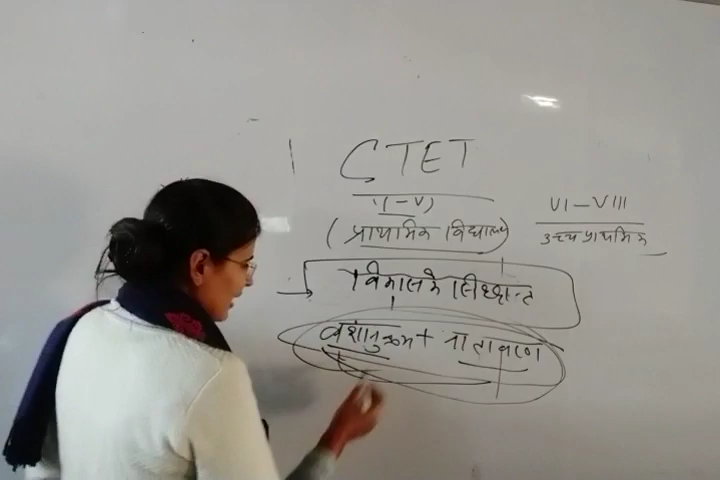 CTET
(I-V)
(प्राथमिक विद्यालय)
VI-VIII
उच्च प्राथमिक
विकास के सिध्धान्त
वंशानुक्रम + वातावरण